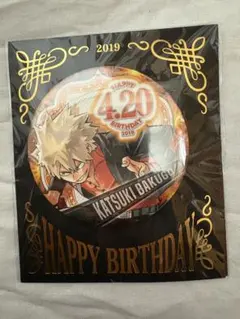 2019
HAPPY
4.20
BIRTHDAY
2019
KATSUKI BAKUGO
HAPPY BIRTHDAY